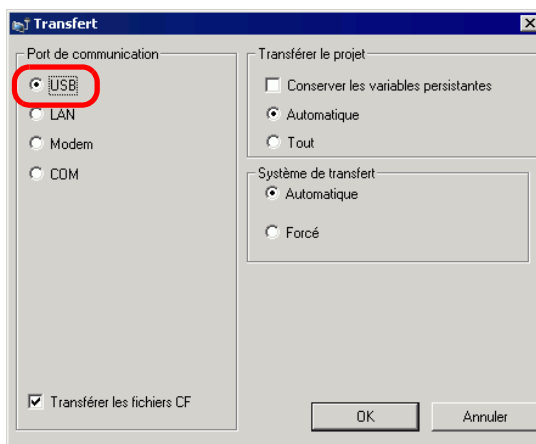 Transfert
Port de communication
USB
LAN
Modem
COM
Transférer les fichiers CF
Transférer le projet
Conserver les variables persistantes
Automatique
Tout
Système de transfert
Automatique
Forcé
OK
Annuler